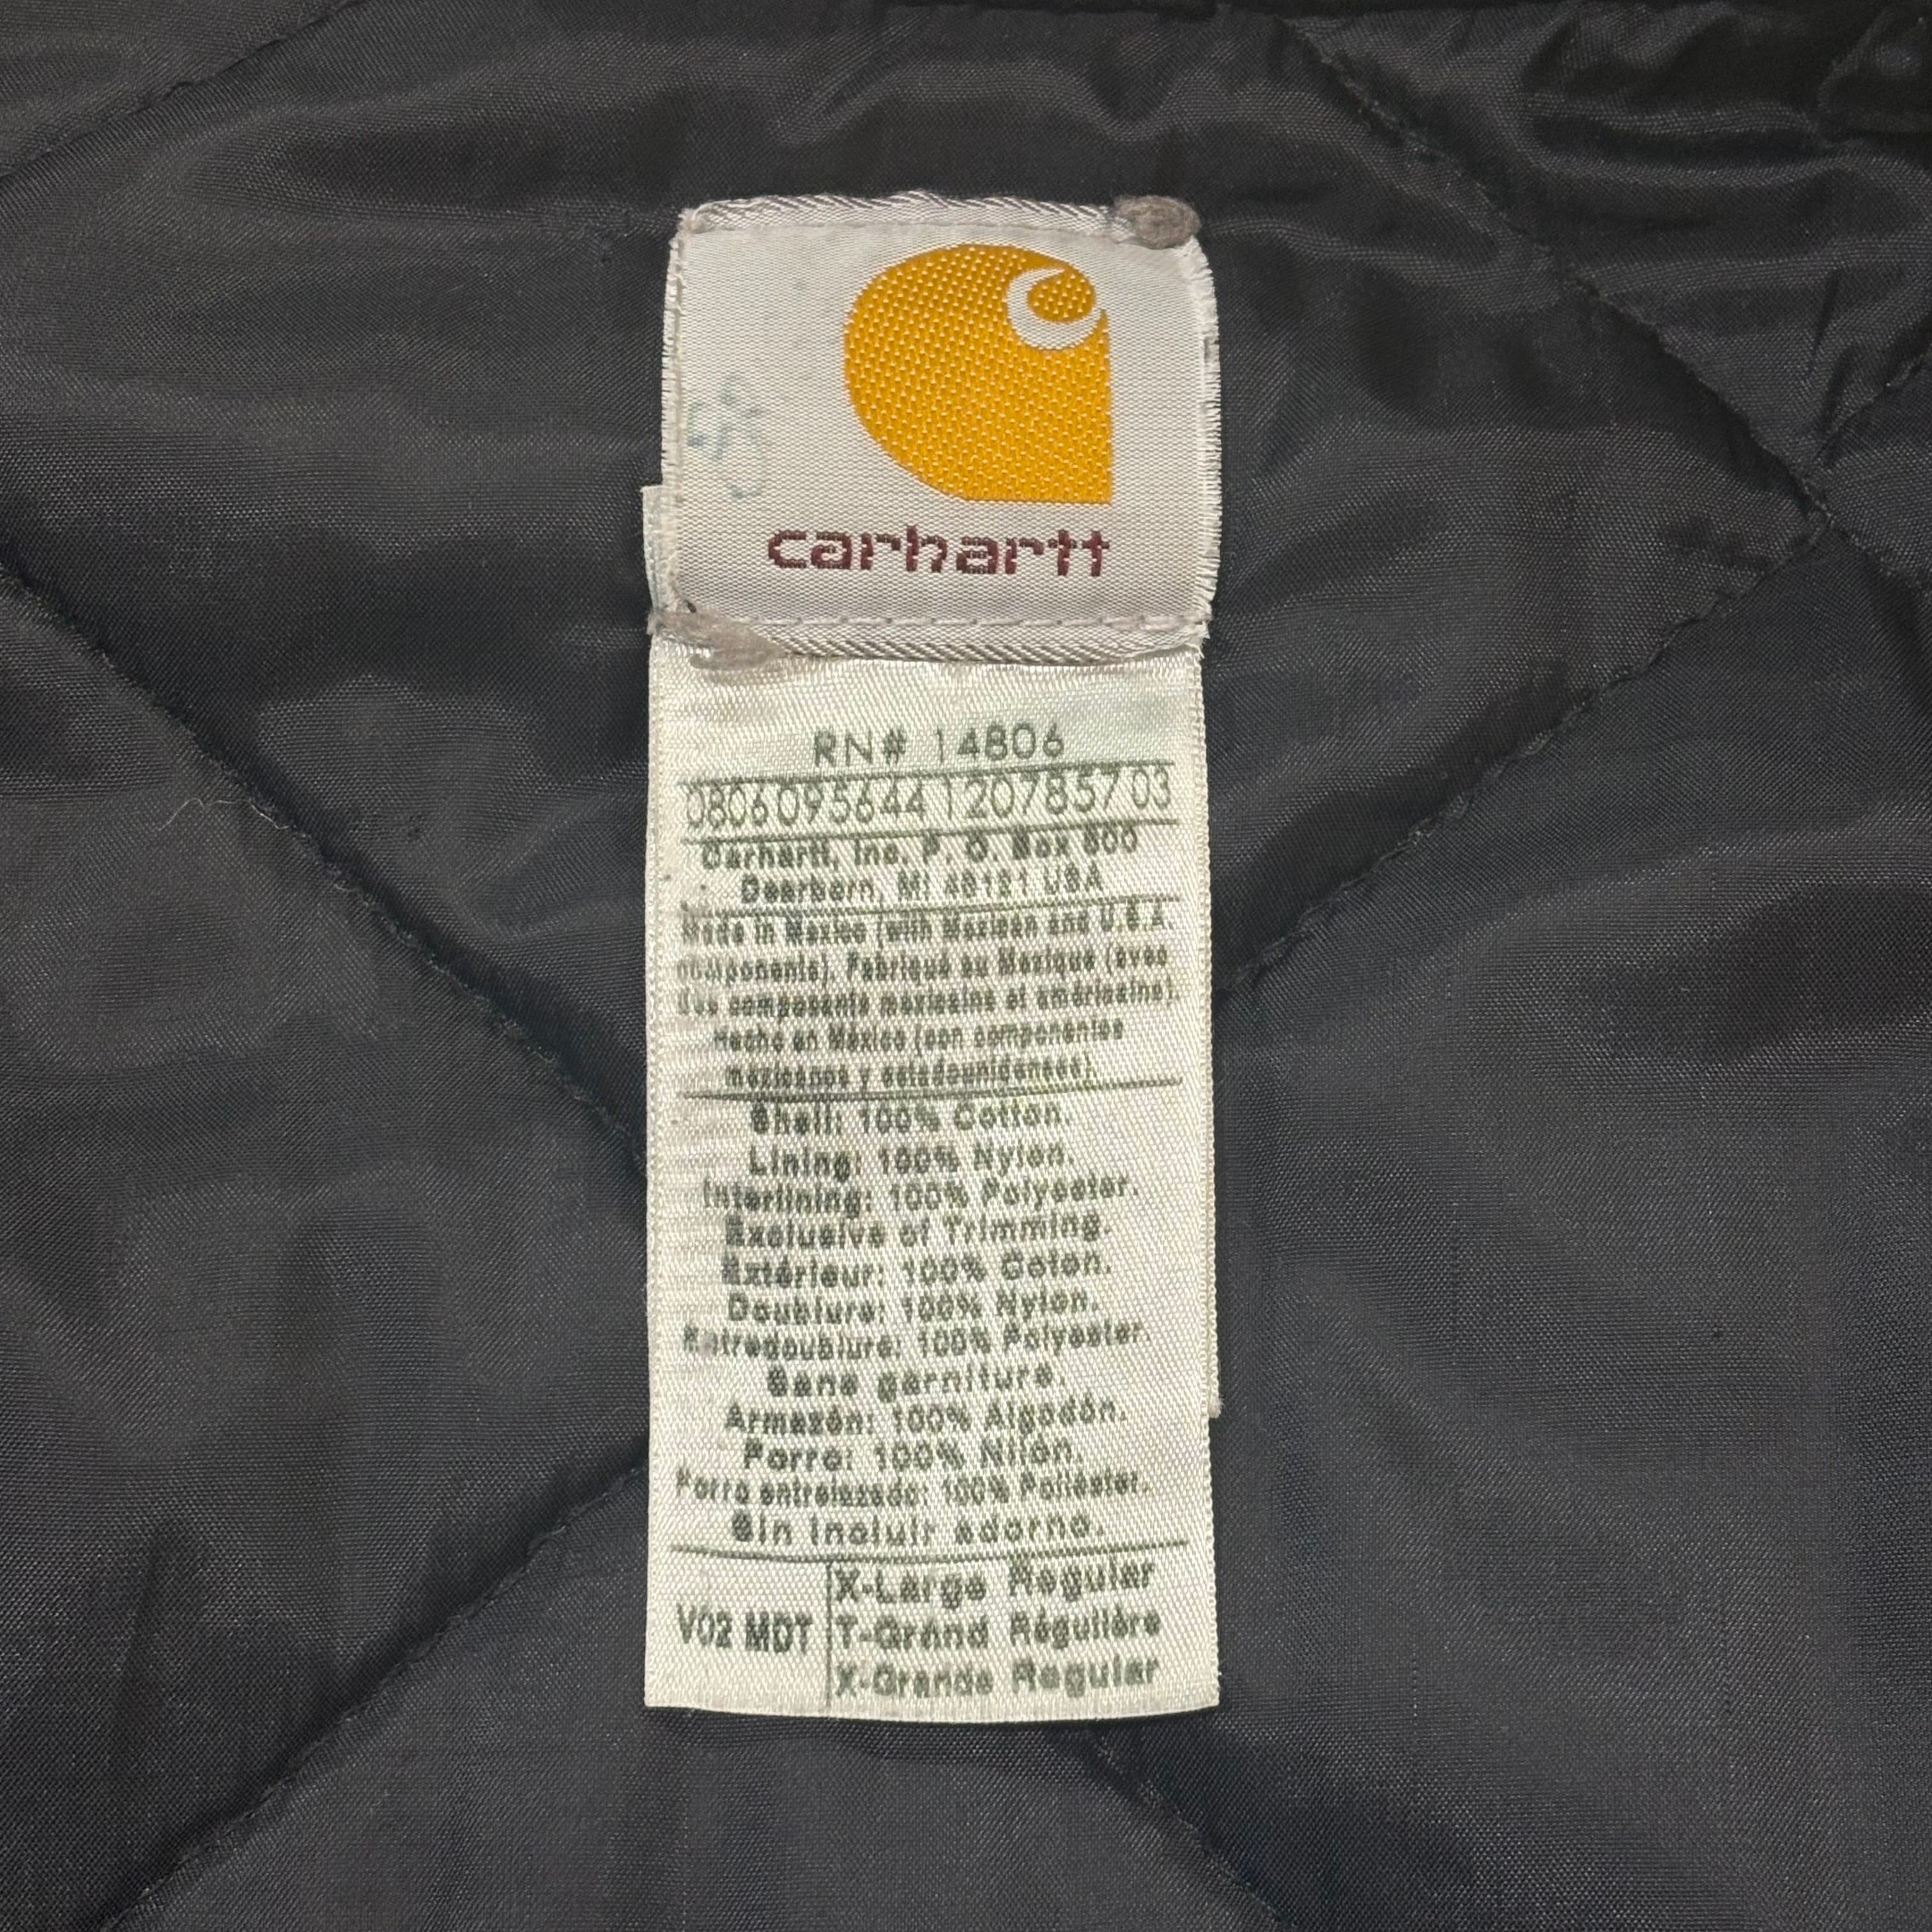 carhartt
RN# 14806
0806095644120785703
Carhartt, Inc. P. O. Box 600
Dearborn, MI 48121 USA
Made in Mexico (with Mexican and U.S.A.
components). Fabriqué au Mexique (avec
des composants mexicains et américains).
Hecho en México (con componentes
mexicanos y estadounidenses).
Shell: 100% Cotton.
Lining: 100% Nylon.
Interlining: 100% Polyester.
Exclusive of Trimming.
Extérieur: 100% Coton.
Doublure: 100% Nylon.
Entredoublure: 100% Polyester.
Sans garniture.
Armazón: 100% Algodón.
Forro: 100% Nilón.
Forro entrelazado: 100% Poliéster.
Sin incluir adorno.
V02 MDT
X-Large Regular
T-Grand Régulière
X-Grande Regular